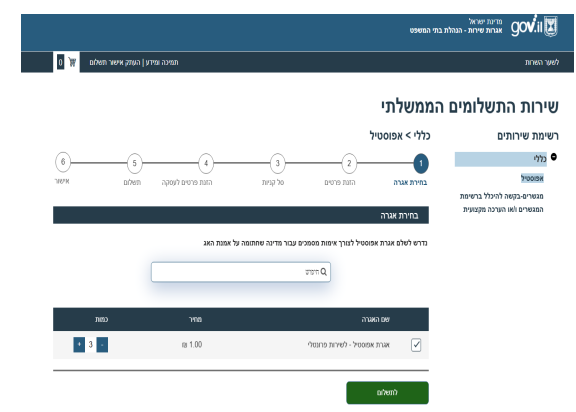 gov.il
מדינת ישראל
אגרות שירות - הנהלת בתי המשפט
לשער השרות
תמיכה ומידע | העתק אישור תשלום
0
שירות התשלומים הממשלתי
רשימת שירותים
כללי
אפוסטיל
מגשרים-בקשה להיכלל ברשימת
המגשרים ו/או הערכה מקצועית
כללי > אפוסטיל
1 2 3 4 5 6
בחירת אגרה הזנת פרטים סל קניות הזנת פרטים לעסקה תשלום אישור
בחירת אגרה
נדרש לשלם אגרת אפוסטיל לצורך אימות מסמכים עבור מדינה שחתומה על אמנת האג
חיפוש
שם האגרה מחיר כמות
אגרת אפוסטיל - לשירות פרונטלי 1.00 ₪ - 3 +
לתשלום